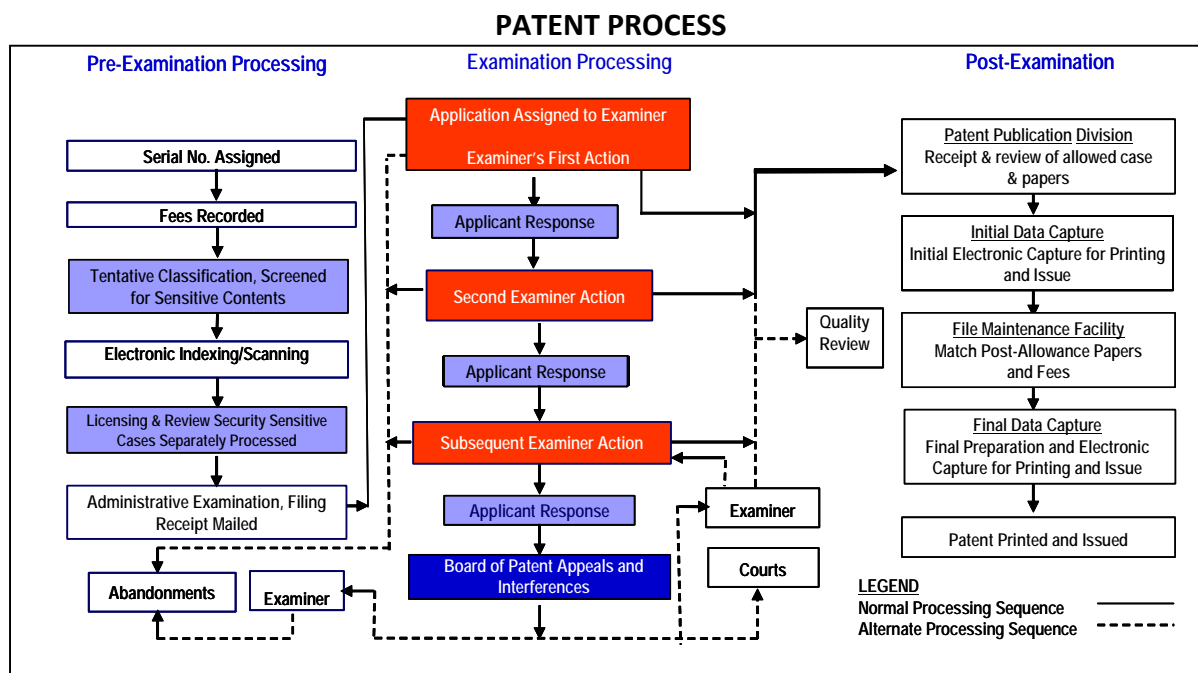 PATENT PROCESS
Pre-Examination Processing
Serial No. Assigned
Fees Recorded
Tentative Classification, Screened
for Sensitive Contents
Electronic Indexing/Scanning
Licensing & Review Security Sensitive
Cases Separately Processed
Administrative Examination, Filing
Receipt Mailed
Abandonments
Examiner
Examination Processing
Application Assigned to Examiner
Examiner's First Action
Applicant Response
Second Examiner Action
Applicant Response
Subsequent Examiner Action
Applicant Response
Board of Patent Appeals and
Interferences
Quality
Review
Examiner
Courts
Post-Examination
Patent Publication Division
Receipt & review of allowed case
& papers
Initial Data Capture
Initial Electronic Capture for Printing
and Issue
File Maintenance Facility
Match Post-Allowance Papers
and Fees
Final Data Capture
Final Preparation and Electronic
Capture for Printing and Issue
Patent Printed and Issued
LEGEND
Normal Processing Sequence
Alternate Processing Sequence